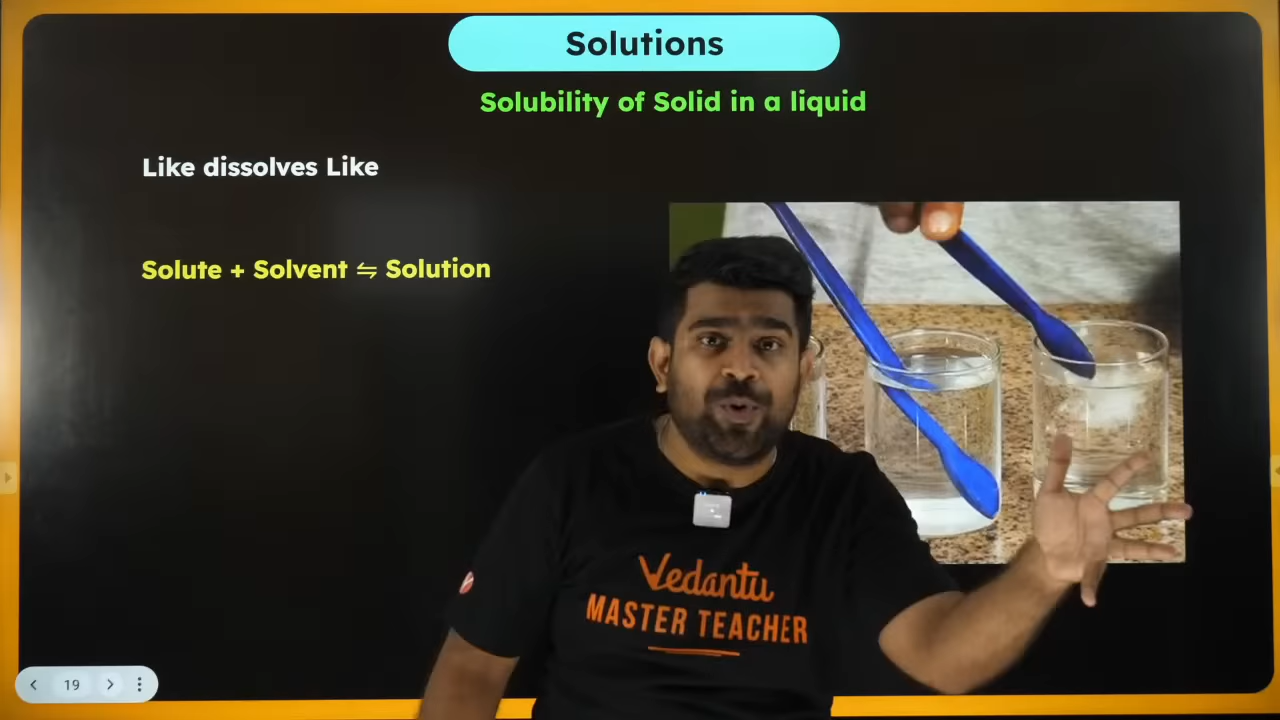 Solutions
Solubility of Solid in a liquid
Like dissolves Like
Solute + Solvent ⇋ Solution
Vedantu
MASTER TEACHER
19